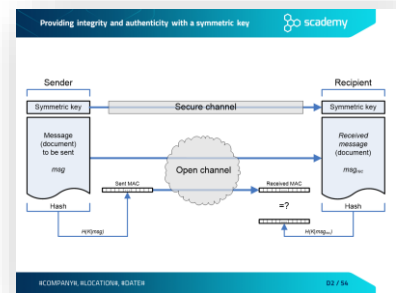 Providing integrity and authenticity with a symmetric key
scademy
Sender
Recipient
Symmetric key
Secure channel
Symmetric key
Message
(document)
to be sent
msg
Received
message
(document)
msg rec
Open channel
Sent MAC
Received MAC
=?
Hash
Hash
H(K|msg)
H(K|msg rec)
#COMPANY#, #LOCATION#, #DATE#
D2 / 54